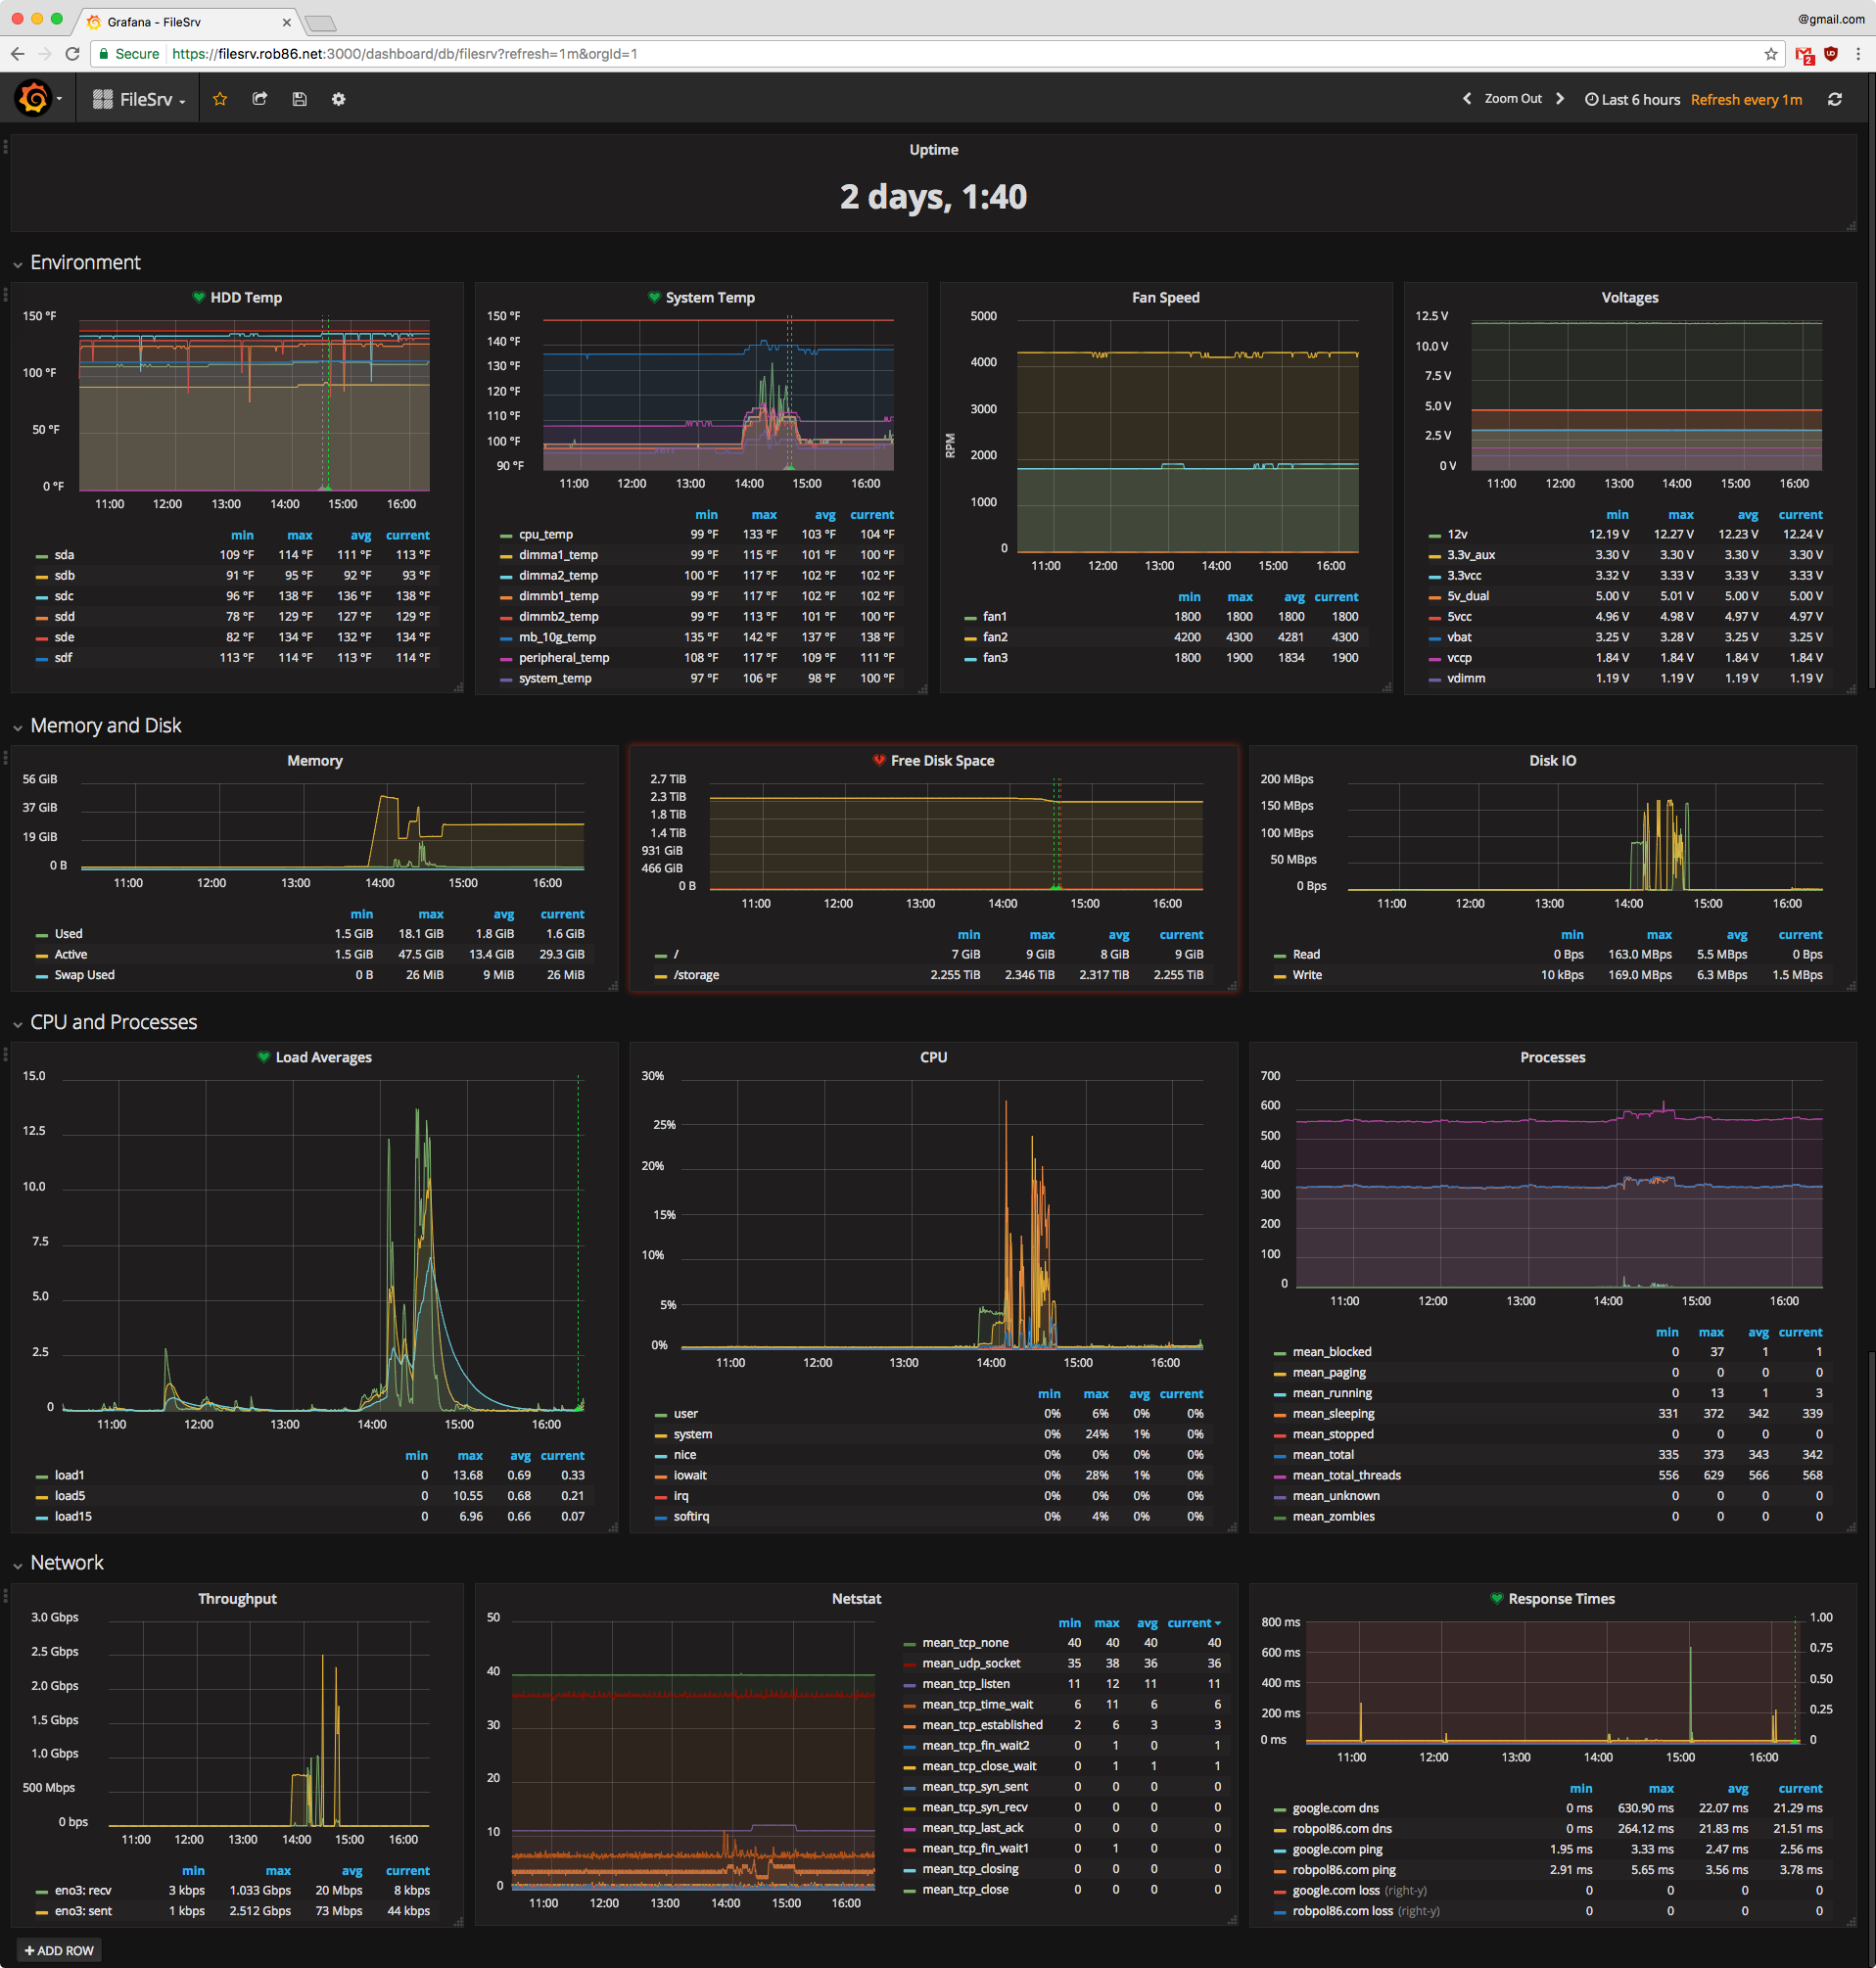 Grafana - FileSrv
@gmail.com
Secure https://filesrv.rob86.net:3000/dashboard/db/filesrv?refresh=1m&orgId=1
2
FileSrv
Zoom Out Last 6 hours Refresh every 1m
Uptime
2 days, 1:40
Environment
HDD Temp
150 °F
100 °F
50 °F
0 °F
11:00 12:00 13:00 14:00 15:00 16:00
min max avg current
sda 109 °F 114 °F 111 °F 113 °F
sdb 91 °F 95 °F 92 °F 93 °F
sdc 96 °F 138 °F 136 °F 138 °F
sdd 78 °F 129 °F 127 °F 129 °F
sde 82 °F 134 °F 132 °F 134 °F
sdf 113 °F 114 °F 113 °F 114 °F
System Temp
150 °F
140 °F
130 °F
120 °F
110 °F
100 °F
90 °F
11:00 12:00 13:00 14:00 15:00 16:00
min max avg current
cpu_temp 99 °F 133 °F 103 °F 104 °F
dimma1_temp 99 °F 115 °F 101 °F 100 °F
dimma2_temp 100 °F 117 °F 102 °F 102 °F
dimmb1_temp 99 °F 117 °F 102 °F 102 °F
dimmb2_temp 99 °F 113 °F 101 °F 100 °F
mb_10g_temp 135 °F 142 °F 137 °F 138 °F
peripheral_temp 108 °F 117 °F 109 °F 111 °F
system_temp 97 °F 106 °F 98 °F 100 °F
Fan Speed
5000
4000
3000
2000
1000
0
RPM
11:00 12:00 13:00 14:00 15:00 16:00
min max avg current
fan1 1800 1800 1800 1800
fan2 4200 4300 4281 4300
fan3 1800 1900 1834 1900
Voltages
12.5 V
10.0 V
7.5 V
5.0 V
2.5 V
0 V
11:00 12:00 13:00 14:00 15:00 16:00
min max avg current
12v 12.19 V 12.27 V 12.23 V 12.24 V
3.3v_aux 3.30 V 3.30 V 3.30 V 3.30 V
3.3vcc 3.32 V 3.33 V 3.33 V 3.33 V
5v_dual 5.00 V 5.01 V 5.00 V 5.00 V
5vcc 4.96 V 4.98 V 4.97 V 4.97 V
vbat 3.25 V 3.28 V 3.25 V 3.25 V
vccp 1.84 V 1.84 V 1.84 V 1.84 V
vdimm 1.19 V 1.19 V 1.19 V 1.19 V
Memory and Disk
Memory
56 GiB
37 GiB
19 GiB
0 B
11:00 12:00 13:00 14:00 15:00 16:00
min max avg current
Used 1.5 GiB 18.1 GiB 1.8 GiB 1.6 GiB
Active 1.5 GiB 47.5 GiB 13.4 GiB 29.3 GiB
Swap Used 0 B 26 MiB 9 MiB 26 MiB
Free Disk Space
2.7 TiB
2.3 TiB
1.8 TiB
1.4 TiB
931 GiB
466 GiB
0 B
11:00 12:00 13:00 14:00 15:00 16:00
min max avg current
/ 7 GiB 9 GiB 8 GiB 9 GiB
/storage 2.255 TiB 2.346 TiB 2.317 TiB 2.255 TiB
Disk IO
200 MBps
150 MBps
100 MBps
50 MBps
0 Bps
11:00 12:00 13:00 14:00 15:00 16:00
min max avg current
Read 0 Bps 163.0 MBps 5.5 MBps 0 Bps
Write 10 kBps 169.0 MBps 6.3 MBps 1.5 MBps
CPU and Processes
Load Averages
15.0
12.5
10.0
7.5
5.0
2.5
0
11:00 12:00 13:00 14:00 15:00 16:00
min max avg current
load1 0 13.68 0.69 0.33
load5 0 10.55 0.68 0.21
load15 0 6.96 0.66 0.07
CPU
30%
25%
20%
15%
10%
5%
0%
11:00 12:00 13:00 14:00 15:00 16:00
min max avg current
user 0% 6% 0% 0%
system 0% 24% 1% 0%
nice 0% 0% 0% 0%
iowait 0% 28% 1% 0%
irq 0% 0% 0% 0%
softirq 0% 4% 0% 0%
Processes
700
600
500
400
300
200
100
0
11:00 12:00 13:00 14:00 15:00 16:00
min max avg current
mean_blocked 0 37 1 1
mean_paging 0 0 0 0
mean_running 0 13 1 3
mean_sleeping 331 372 342 339
mean_stopped 0 0 0 0
mean_total 335 373 343 342
mean_total_threads 556 629 566 568
mean_unknown 0 0 0 0
mean_zombies 0 0 0 0
Network
Throughput
3.0 Gbps
2.5 Gbps
2.0 Gbps
1.5 Gbps
1.0 Gbps
500 Mbps
0 bps
11:00 12:00 13:00 14:00 15:00 16:00
min max avg current
eno3: recv 3 kbps 1.033 Gbps 20 Mbps 8 kbps
eno3: sent 1 kbps 2.512 Gbps 73 Mbps 44 kbps
Netstat
50
40
30
20
10
0
11:00 12:00 13:00 14:00 15:00 16:00
min max avg current
mean_tcp_none 40 40 40 40
mean_udp_socket 35 38 36 36
mean_tcp_listen 11 12 11 11
mean_tcp_time_wait 6 11 6 6
mean_tcp_established 2 6 3 3
mean_tcp_fin_wait2 0 1 0 1
mean_tcp_close_wait 0 1 1 1
mean_tcp_syn_sent 0 0 0 0
mean_tcp_syn_recv 0 0 0 0
mean_tcp_last_ack 0 0 0 0
mean_tcp_fin_wait1 0 1 0 0
mean_tcp_closing 0 0 0 0
mean_tcp_close 0 0 0 0
Response Times
800 ms
600 ms
400 ms
200 ms
0 ms
1.00
0.75
0.50
0.25
0
11:00 12:00 13:00 14:00 15:00 16:00
min max avg current
google.com dns 0 ms 630.90 ms 22.07 ms 21.29 ms
robpol86.com dns 0 ms 264.12 ms 21.83 ms 21.51 ms
google.com ping 1.95 ms 3.33 ms 2.47 ms 2.56 ms
robpol86.com ping 2.91 ms 5.65 ms 3.56 ms 3.78 ms
google.com loss (right-y) 0 0 0 0
robpol86.com loss (right-y) 0 0 0 0
+ ADD ROW